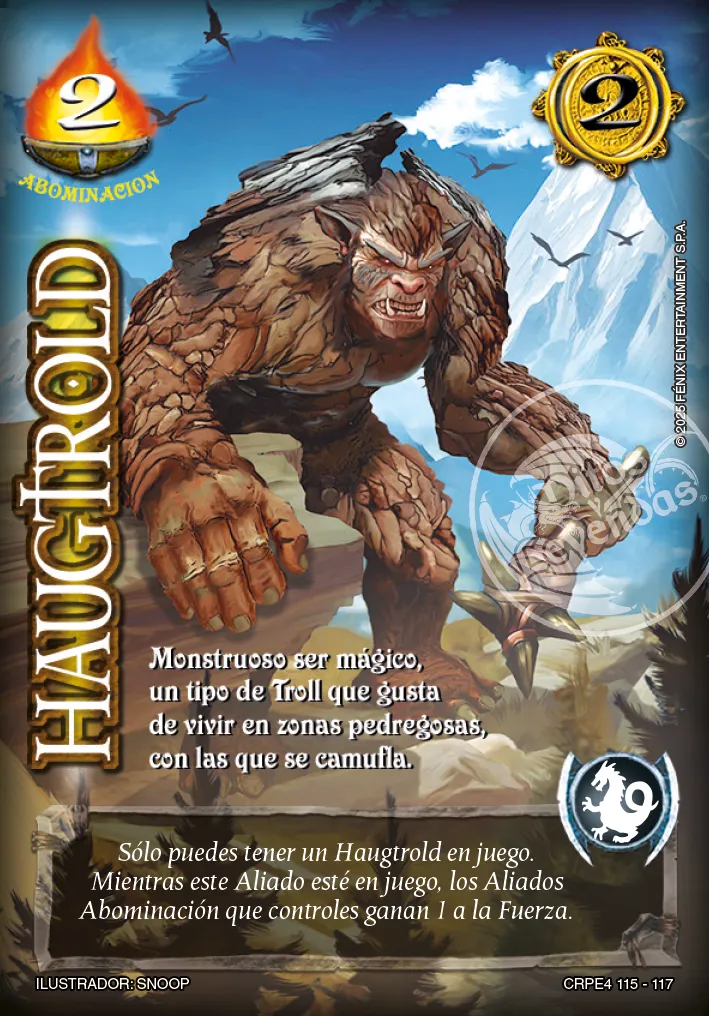 2
2
ABOMINACION
HAUGTROLD
© 2025 FÉNIX ENTERTAINMENT S.P.A.
Mitos y Leyendas
Monstruoso ser mágico,
un tipo de Troll que gusta
de vivir en zonas pedregosas,
con las que se camufla.
Sólo puedes tener un Haugtrold en juego.
Mientras este Aliado esté en juego, los Aliados
Abominación que controles ganan 1 a la Fuerza.
ILUSTRADOR: SNOOP
CRPE4 115 - 117